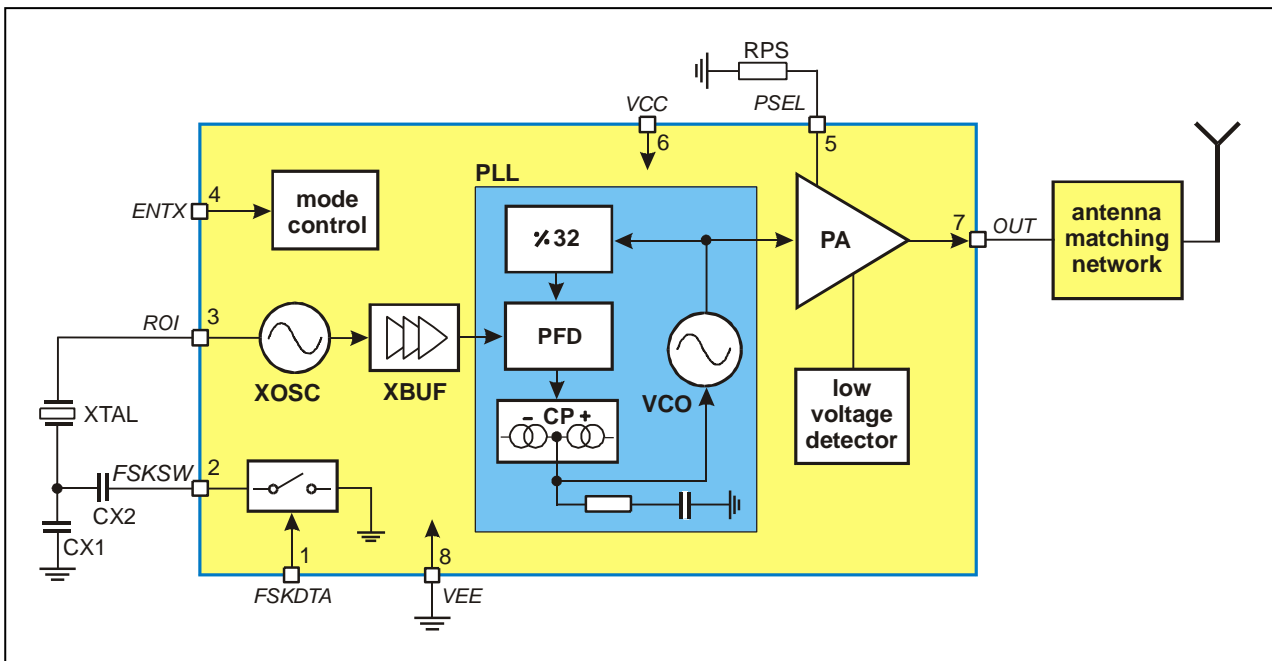 RPS
VCC
PSEL
6
5
PLL
4
ENTX
mode
control
٪32
PA
7
OUT
antenna
matching
network
3
ROI
PFD
XOSC
XBUF
VCO
low
voltage
detector
- CP +
XTAL
FSKSW
2
CX2
CX1
1
8
FSKDTA
VEE